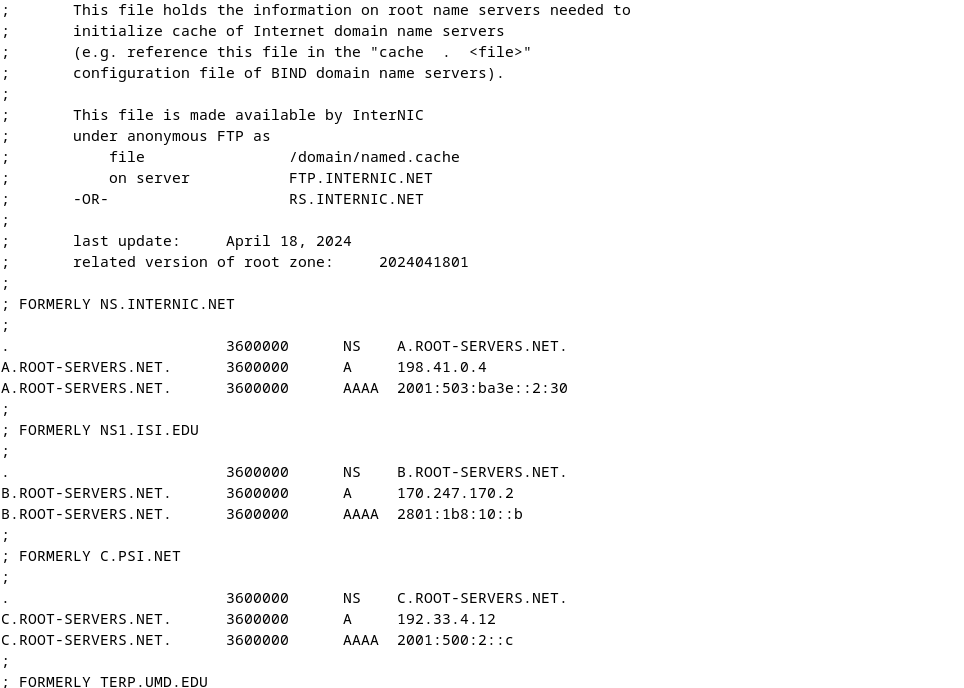 ;       This file holds the information on root name servers needed to
;       initialize cache of Internet domain name servers
;       (e.g. reference this file in the "cache  .  <file>"
;       configuration file of BIND domain name servers).
;
;       This file is made available by InterNIC
;       under anonymous FTP as
;           file                /domain/named.cache
;           on server           FTP.INTERNIC.NET
;       -OR-                    RS.INTERNIC.NET
;
;       last update:     April 18, 2024
;       related version of root zone:     2024041801
;
; FORMERLY NS.INTERNIC.NET
;
.                        3600000      NS    A.ROOT-SERVERS.NET.
A.ROOT-SERVERS.NET.      3600000      A     198.41.0.4
A.ROOT-SERVERS.NET.      3600000      AAAA  2001:503:ba3e::2:30
;
; FORMERLY NS1.ISI.EDU
;
.                        3600000      NS    B.ROOT-SERVERS.NET.
B.ROOT-SERVERS.NET.      3600000      A     170.247.170.2
B.ROOT-SERVERS.NET.      3600000      AAAA  2801:1b8:10::b
;
; FORMERLY C.PSI.NET
;
.                        3600000      NS    C.ROOT-SERVERS.NET.
C.ROOT-SERVERS.NET.      3600000      A     192.33.4.12
C.ROOT-SERVERS.NET.      3600000      AAAA  2001:500:2::c
;
; FORMERLY TERP.UMD.EDU